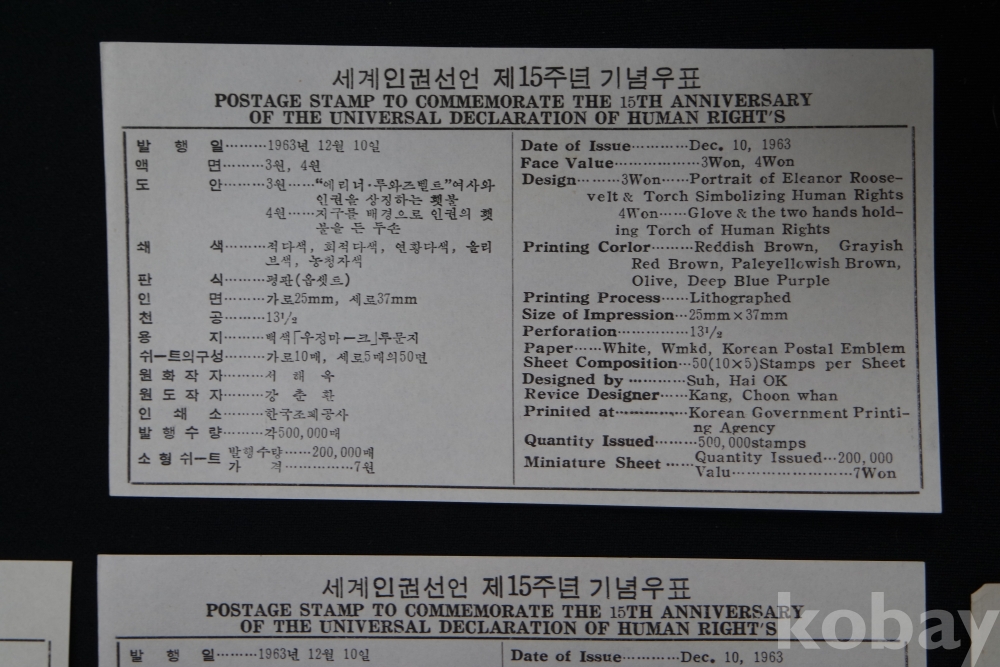 세계인권선언 제15주년 기념우표
POSTAGE STAMP TO COMMEMORATE THE 15TH ANNIVERSARY
OF THE UNIVERSAL DECLARATION OF HUMAN RIGHT'S
발 행 일………1963년 12월 10일
액 면………3원, 4원
도 안………3원……“에리너·루와즈벨트”여사와
인권을 상징하는 횃불
4원……지구를 배경으로 인권의 횃
불을 든 두손
쇄 색………적다색, 회적다색, 연황다색, 올리
브색, 농청자색
판 식………평판(옵셋트)
인 면………가로25mm, 세로37mm
천 공………13½
용 지………백색「우정마ー크」투문지
쉬ー트의구성………가로10매, 세로5매의50면
원 화 작 자………서 해 옥
원 도 작 자………강 춘 환
인 쇄 소………한국조폐공사
발 행 수 량………각500,000매
소 형 쉬ー트 발행수량……200,000매
가 격…………7원
Date of Issue…………Dec. 10, 1963
Face Value……………3Won, 4Won
Design………3Won……Portrait of Eleanor Roose-
velt & Torch Simbolizing Human Rights
4Won……Glove & the two hands hold-
ing Torch of Human Rights
Printing Corlor………Reddish Brown, Grayish
Red Brown, Paleyellowish Brown,
Olive, Deep Blue Purple
Printing Process……Lithographed
Size of Impression…25mm×37mm
Perforation……………13½
Paper……White, Wmkd, Korean Postal Emblem
Sheet Composition…50(10×5)Stamps per Sheet
Designed by …………Suh, Hai OK
Revice Designer……Kang, Choon whan
Prinited at……………Korean Government Printi-
ng Agency
Quantity Issued………500,000stamps
Miniature Sheet …… Quantity Issued…200,000
Valu…………………7Won
세계인권선언 제15주년 기념우표
POSTAGE STAMP TO COMMEMORATE THE 15TH ANNIVERSARY
OF THE UNIVERSAL DECLARATION OF HUMAN RIGHT'S
발 행 일………1963년 12월 10일
Date of Issue…………Dec. 10, 1963
kobay